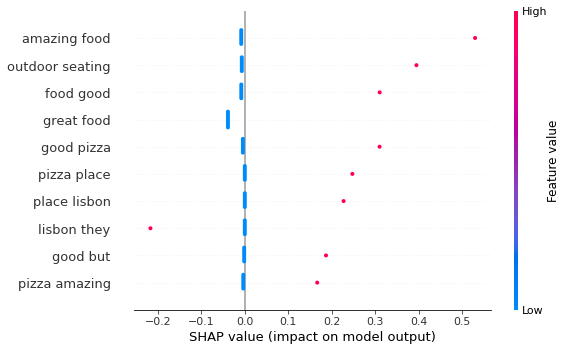 High
amazing food
outdoor seating
food good
great food
good pizza
pizza place
place lisbon
lisbon they
good but
pizza amazing
Feature value
Low
−0.2 −0.1 0.0 0.1 0.2 0.3 0.4 0.5
SHAP value (impact on model output)